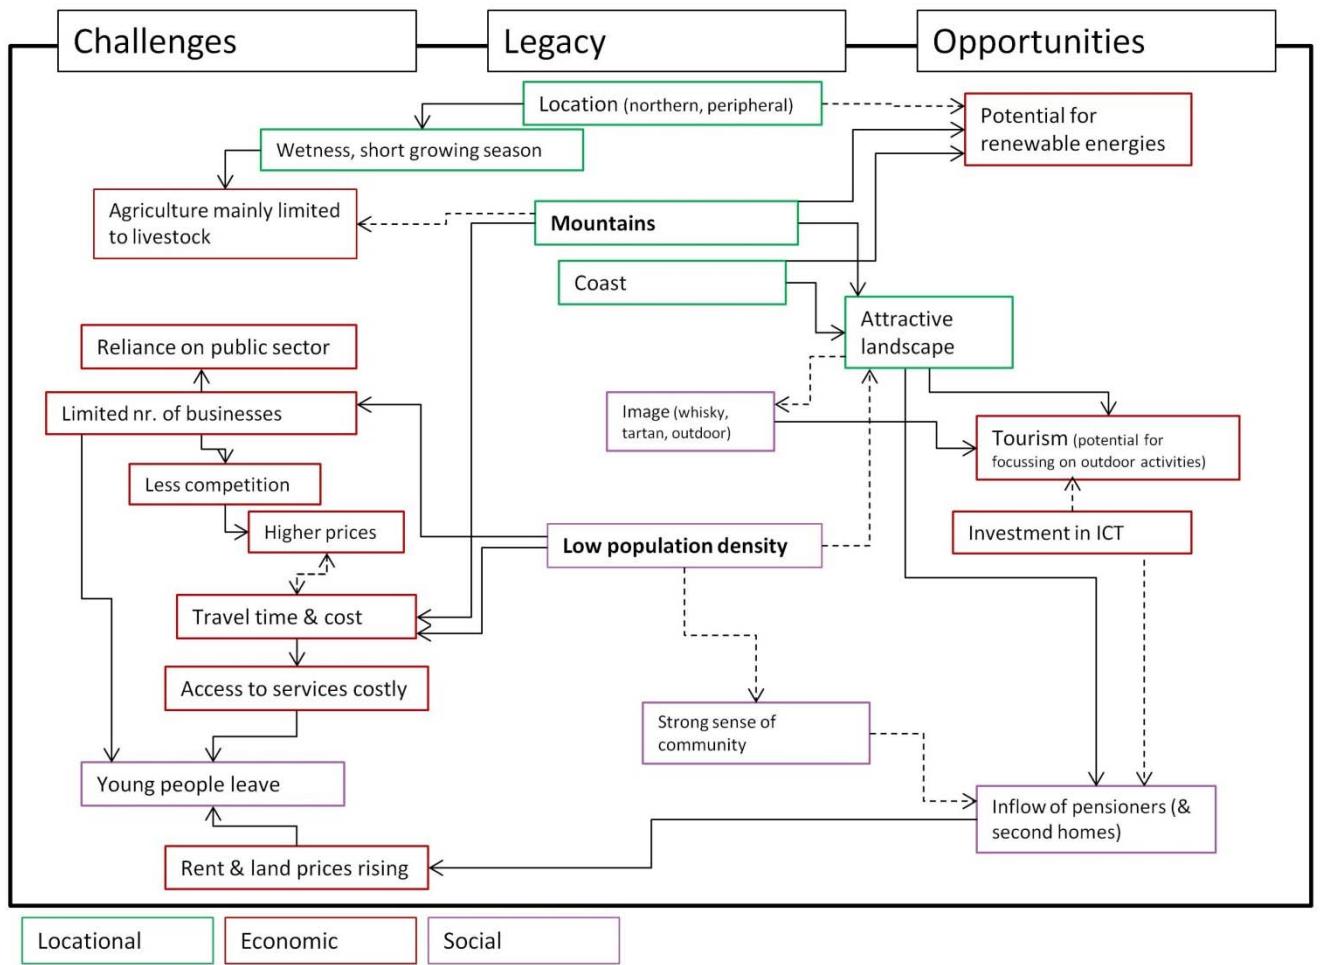 Challenges
Legacy
Opportunities
Location (northern, peripheral)
Potential for
renewable energies
Wetness, short growing season
Agriculture mainly limited
to livestock
Mountains
Coast
Attractive
landscape
Reliance on public sector
Limited nr. of businesses
Image (whisky,
tartan, outdoor)
Tourism (potential for
focussing on outdoor activities)
Less competition
Higher prices
Low population density
Investment in ICT
Travel time & cost
Access to services costly
Strong sense of
community
Young people leave
Inflow of pensioners (&
second homes)
Rent & land prices rising
Locational
Economic
Social